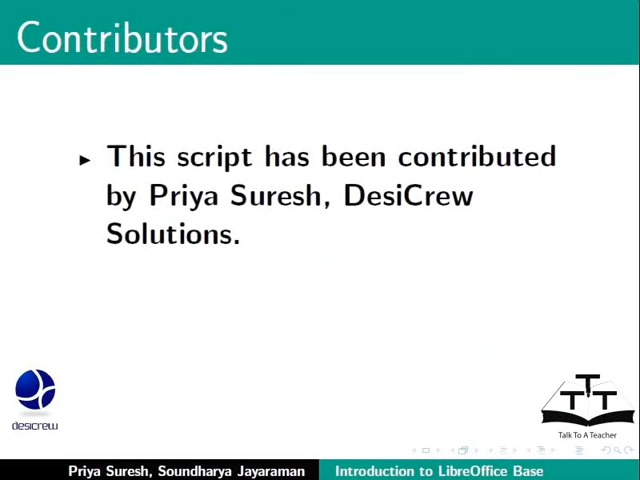 Contributors
This script has been contributed
by Priya Suresh, DesiCrew
Solutions.
desicrew
T
T T
Talk To A Teacher
Priya Suresh, Soundharya Jayaraman
Introduction to LibreOffice Base